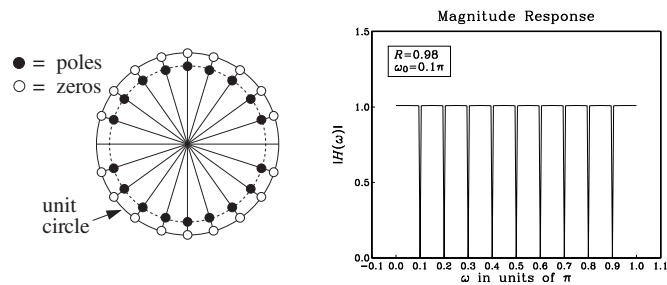 ● = poles
○ = zeros
unit
circle
Magnitude Response
R=0.98
ω₀=0.1π
|H(ω)|
1.5
1.0
0.5
0.0
−0.1 0.0 0.1 0.2 0.3 0.4 0.5 0.6 0.7 0.8 0.9 1.0 1.1
ω in units of π